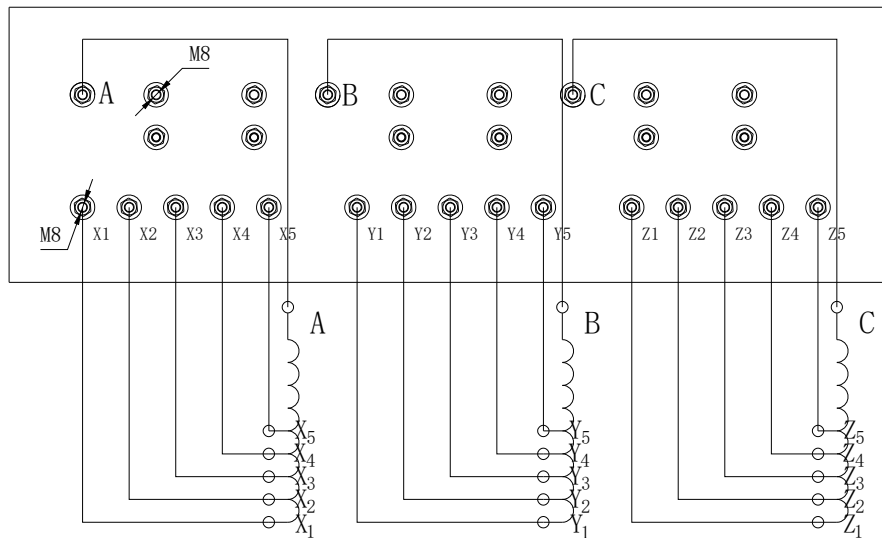 M8
A B C
M8 X1 X2 X3 X4 X5 Y1 Y2 Y3 Y4 Y5 Z1 Z2 Z3 Z4 Z5
A B C
X5 Y5 Z5
X4 Y4 Z4
X3 Y3 Z3
X2 Y2 Z2
X1 Y1 Z1